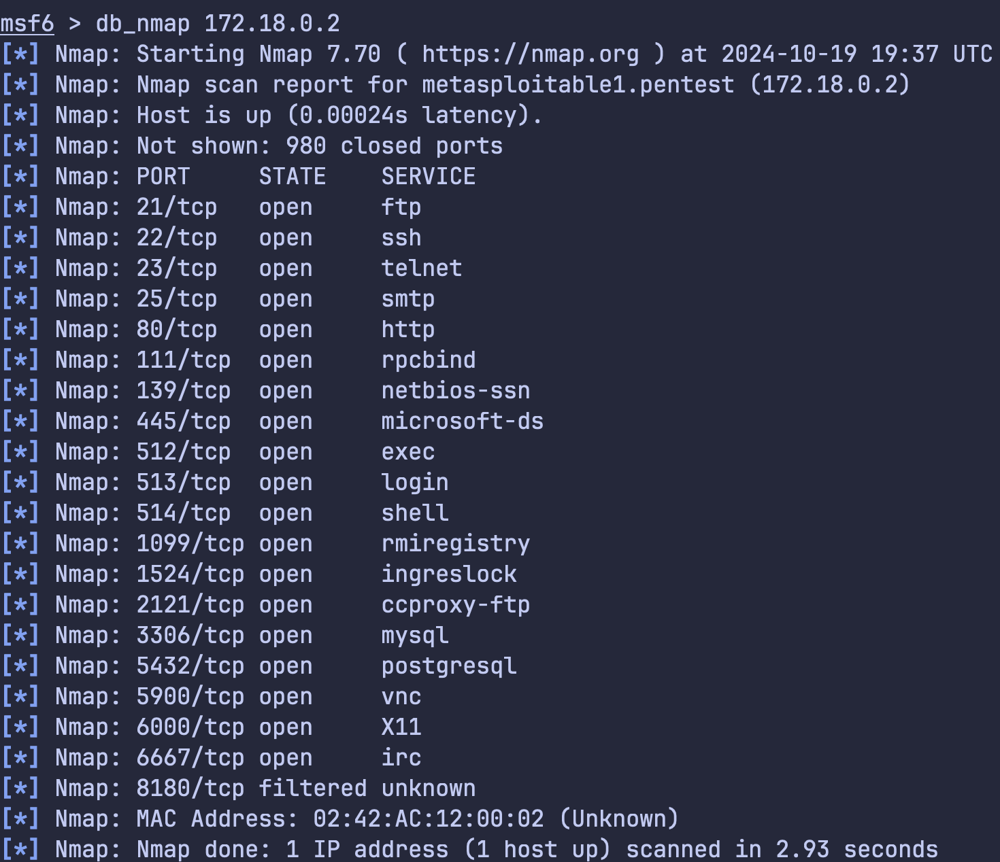 msf6 > db_nmap 172.18.0.2
[*] Nmap: Starting Nmap 7.70 ( https://nmap.org ) at 2024-10-19 19:37 UTC
[*] Nmap: Nmap scan report for metasploitable1.pentest (172.18.0.2)
[*] Nmap: Host is up (0.00024s latency).
[*] Nmap: Not shown: 980 closed ports
[*] Nmap: PORT     STATE    SERVICE
[*] Nmap: 21/tcp   open     ftp
[*] Nmap: 22/tcp   open     ssh
[*] Nmap: 23/tcp   open     telnet
[*] Nmap: 25/tcp   open     smtp
[*] Nmap: 80/tcp   open     http
[*] Nmap: 111/tcp  open     rpcbind
[*] Nmap: 139/tcp  open     netbios-ssn
[*] Nmap: 445/tcp  open     microsoft-ds
[*] Nmap: 512/tcp  open     exec
[*] Nmap: 513/tcp  open     login
[*] Nmap: 514/tcp  open     shell
[*] Nmap: 1099/tcp open     rmiregistry
[*] Nmap: 1524/tcp open     ingreslock
[*] Nmap: 2121/tcp open     ccproxy-ftp
[*] Nmap: 3306/tcp open     mysql
[*] Nmap: 5432/tcp open     postgresql
[*] Nmap: 5900/tcp open     vnc
[*] Nmap: 6000/tcp open     X11
[*] Nmap: 6667/tcp open     irc
[*] Nmap: 8180/tcp filtered unknown
[*] Nmap: MAC Address: 02:42:AC:12:00:02 (Unknown)
[*] Nmap: Nmap done: 1 IP address (1 host up) scanned in 2.93 seconds